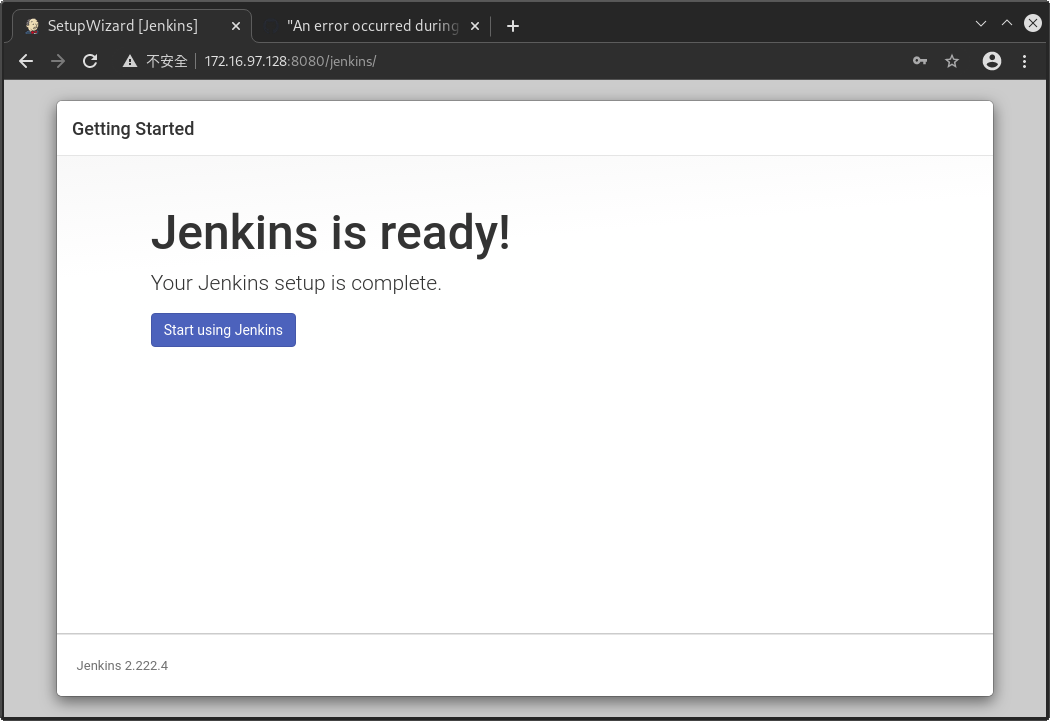 SetupWizard [Jenkins]
"An error occurred during
不安全
172.16.97.128:8080/jenkins/
Getting Started
Jenkins is ready!
Your Jenkins setup is complete.
Start using Jenkins
Jenkins 2.222.4